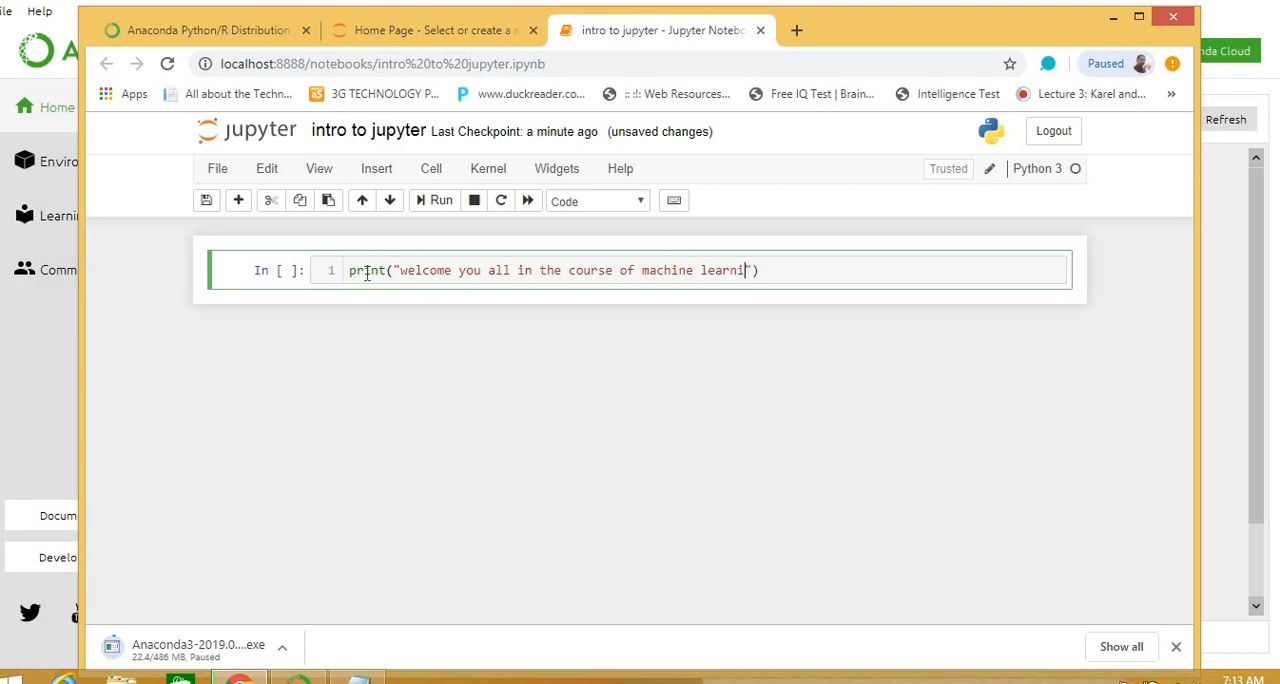 ile Help
Anaconda Python/R Distribution
Home Page - Select or create a n
intro to jupyter - Jupyter Notebo
localhost:8888/notebooks/intro%20to%20jupyter.ipynb
Paused
Apps
All about the Techn...
3G TECHNOLOGY P...
www.duckreader.co...
:: :!: Web Resources...
Free IQ Test | Brain...
Intelligence Test
Lecture 3: Karel and...
»
nda Cloud
Home
Refresh
jupyter intro to jupyter Last Checkpoint: a minute ago (unsaved changes)
Logout
File Edit View Insert Cell Kernel Widgets Help
Trusted
Python 3
Run
Code
Enviro
Learnin
Comm
In [ ]: 1 print("welcome you all in the course of machine learni")
Docum
Develo
Anaconda3-2019.0....exe
22.4/486 MB, Paused
Show all
7:13 AM